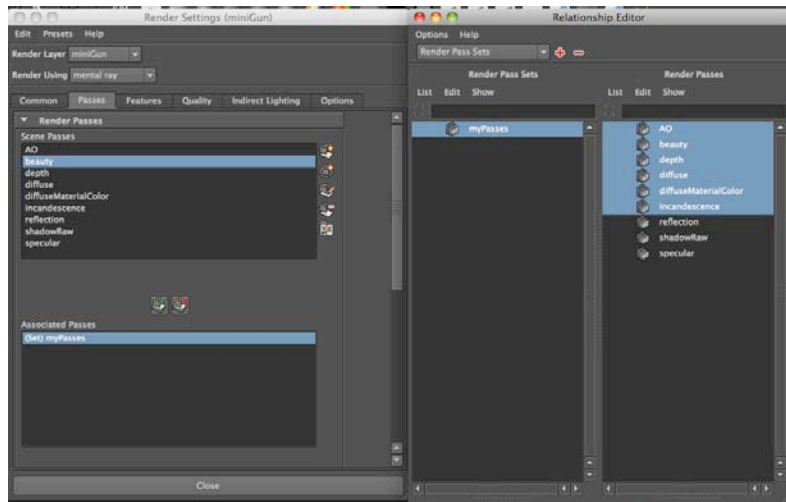 Render Settings (miniGun)
Edit Presets Help
Render Layer miniGun
Render Using mental ray
Common Passes Features Quality Indirect Lighting Options
Render Passes
Scene Passes
AO
beauty
depth
diffuse
diffuseMaterialColor
incandescence
reflection
shadowRaw
specular
Associated Passes
(Set) myPasses
Close
Relationship Editor
Options Help
Render Pass Sets
Render Pass Sets
List Edit Show
myPasses
Render Passes
List Edit Show
AO
beauty
depth
diffuse
diffuseMaterialColor
incandescence
reflection
shadowRaw
specular